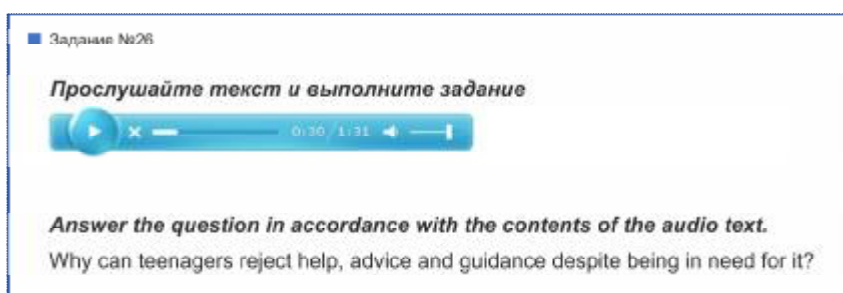 Задание №26
Прослушайте текст и выполните задание
0:30/1:31
Answer the question in accordance with the contents of the audio text.
Why can teenagers reject help, advice and guidance despite being in need for it?